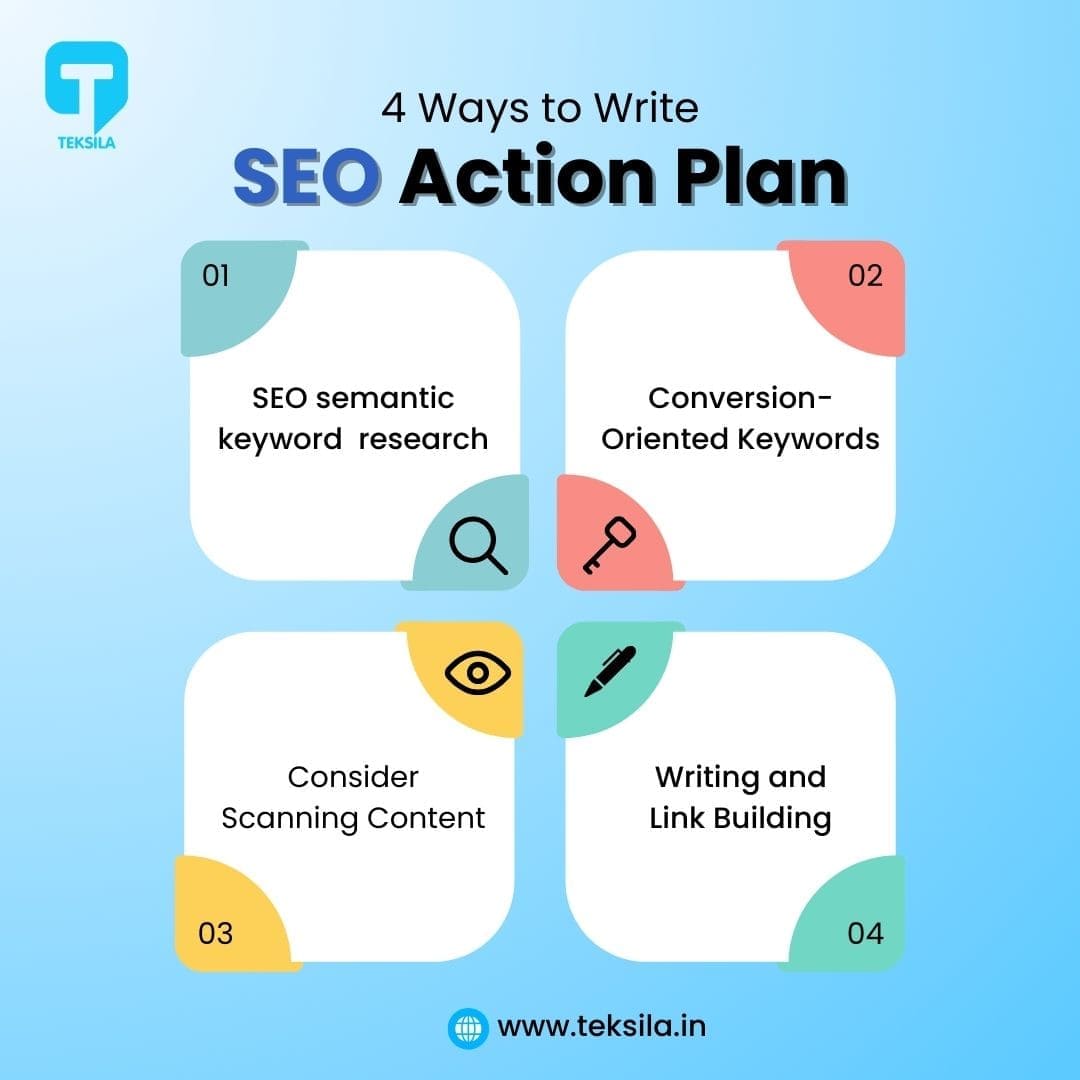 TEKSILA
4 Ways to Write
SEO Action Plan
01
SEO semantic
keyword research
02
Conversion-
Oriented Keywords
Consider
Scanning Content
03
Writing and
Link Building
04
www.teksila.in